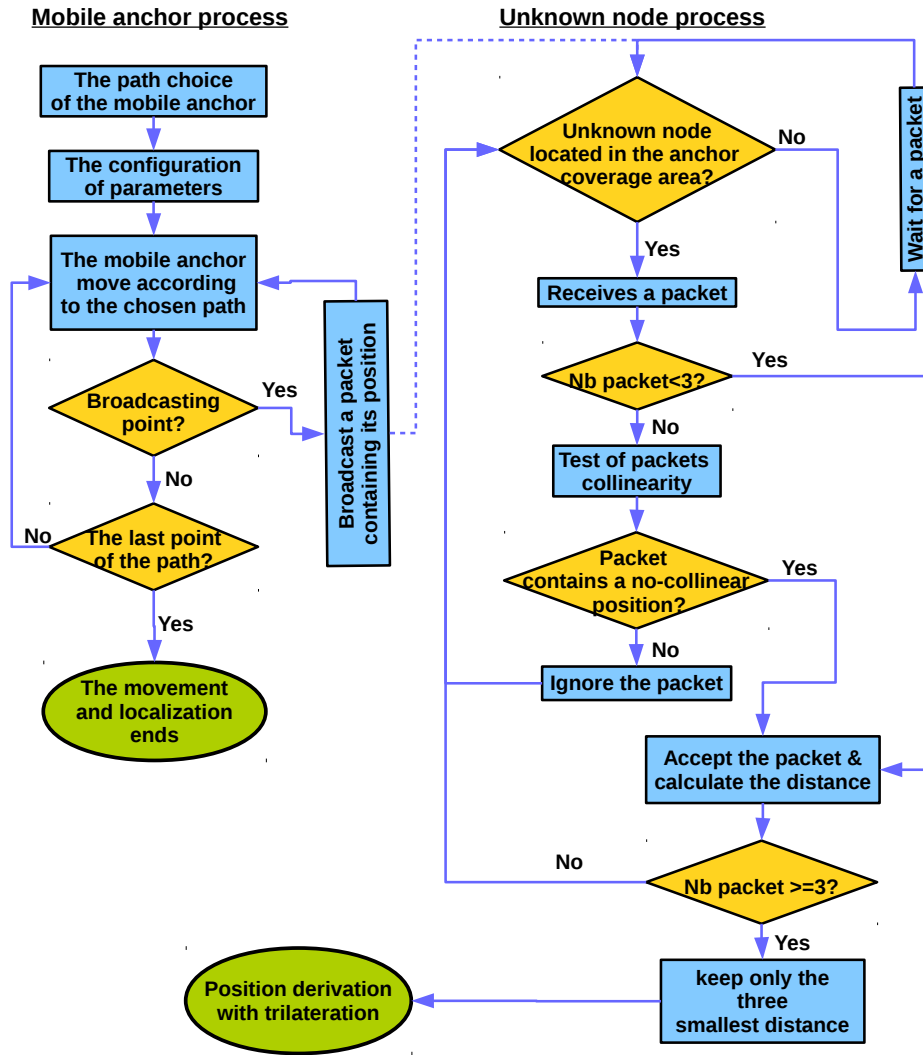 Mobile anchor process
The path choice
of the mobile anchor
The configuration
of parameters
The mobile anchor
move according
to the chosen path
Broadcasting
point?
Yes
Broadcast a packet
containing its position
No
The last point
of the path?
No
Yes
The movement
and localization
ends
Unknown node process
Unknown node
located in the anchor
coverage area?
No
Wait for a packet
Yes
Receives a packet
Nb packet<3?
Yes
No
Test of packets
collinearity
Packet
contains a no-collinear
position?
Yes
No
Ignore the packet
Accept the packet &
calculate the distance
No
Nb packet >=3?
Yes
keep only the
three
smallest distance
Position derivation
with trilateration